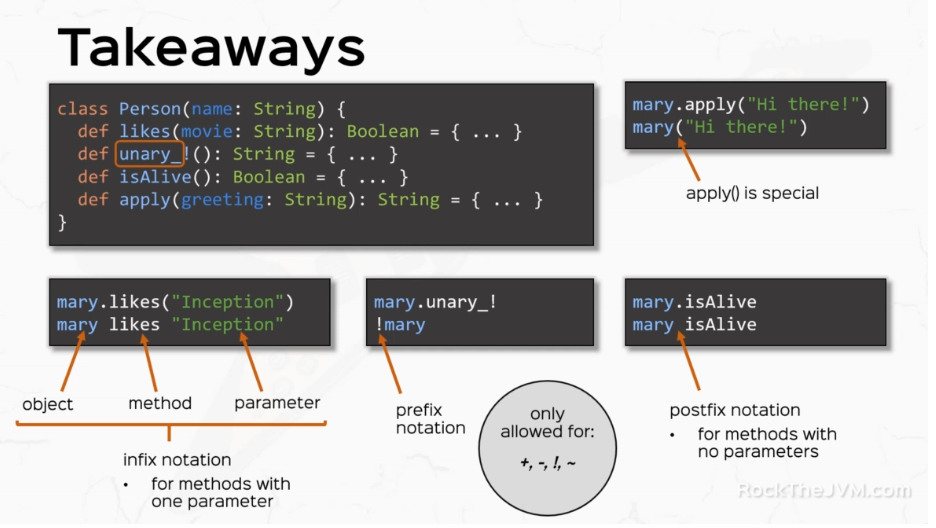 Takeaways
class Person(name: String) {
def likes(movie: String): Boolean = { ... }
def unary_!(): String = { ... }
def isAlive(): Boolean = { ... }
def apply(greeting: String): String = { ... }
}
mary.apply("Hi there!")
mary("Hi there!")
apply() is special
mary.likes("Inception")
mary likes "Inception"
object
method
parameter
infix notation
• for methods with
one parameter
mary.unary_!
!mary
prefix
notation
only
allowed for:
+, -, !, ~
mary.isAlive
mary isAlive
postfix notation
• for methods with
no parameters
RockTheJVM.com